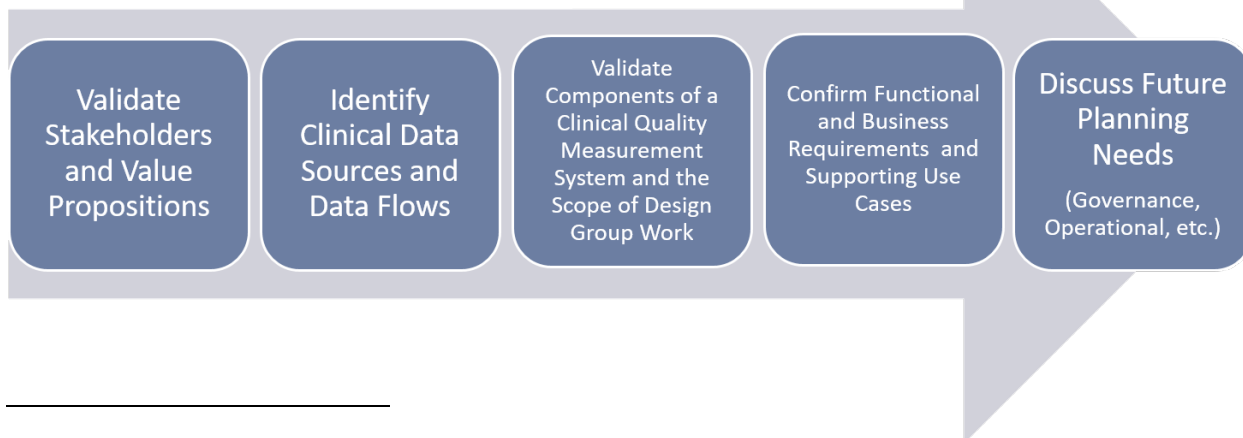 Validate
Stakeholders
and Value
Propositions
Identify
Clinical Data
Sources and
Data Flows
Validate
Components of a
Clinical Quality
Measurement
System and the
Scope of Design
Group Work
Confirm Functional
and Business
Requirements and
Supporting Use
Cases
Discuss Future
Planning
Needs
(Governance,
Operational, etc.)